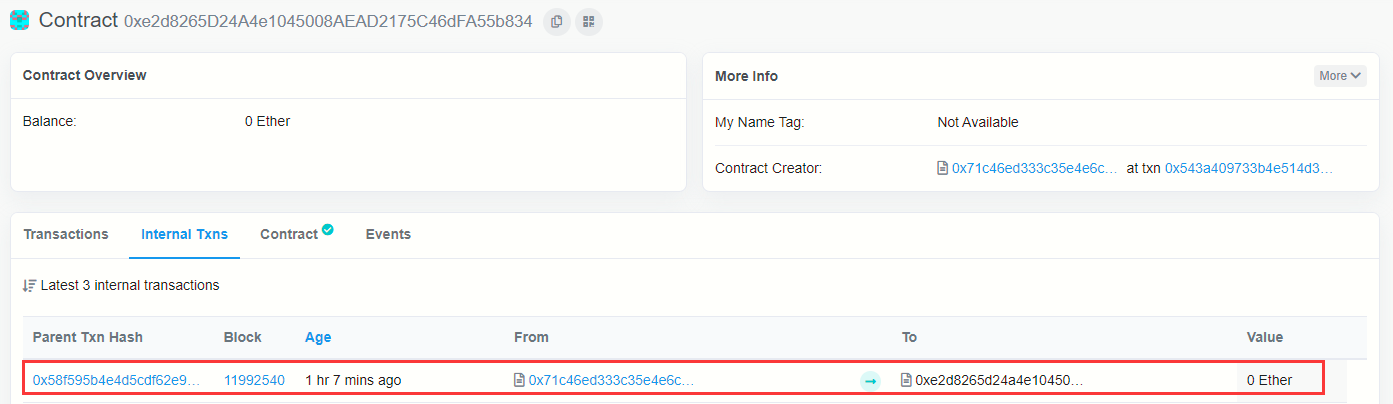 Contract 0xe2d8265D24A4e1045008AEAD2175C46dFA55b834
Contract Overview
Balance: 0 Ether
More Info More
My Name Tag: Not Available
Contract Creator: 0x71c46ed333c35e4e6c... at txn 0x543a409733b4e514d3...
Transactions Internal Txns Contract Events
Latest 3 internal transactions
Parent Txn Hash Block Age From To Value
0x58f595b4e4d5cdf62e9... 11992540 1 hr 7 mins ago 0x71c46ed333c35e4e6c... 0xe2d8265d24a4e10450... 0 Ether